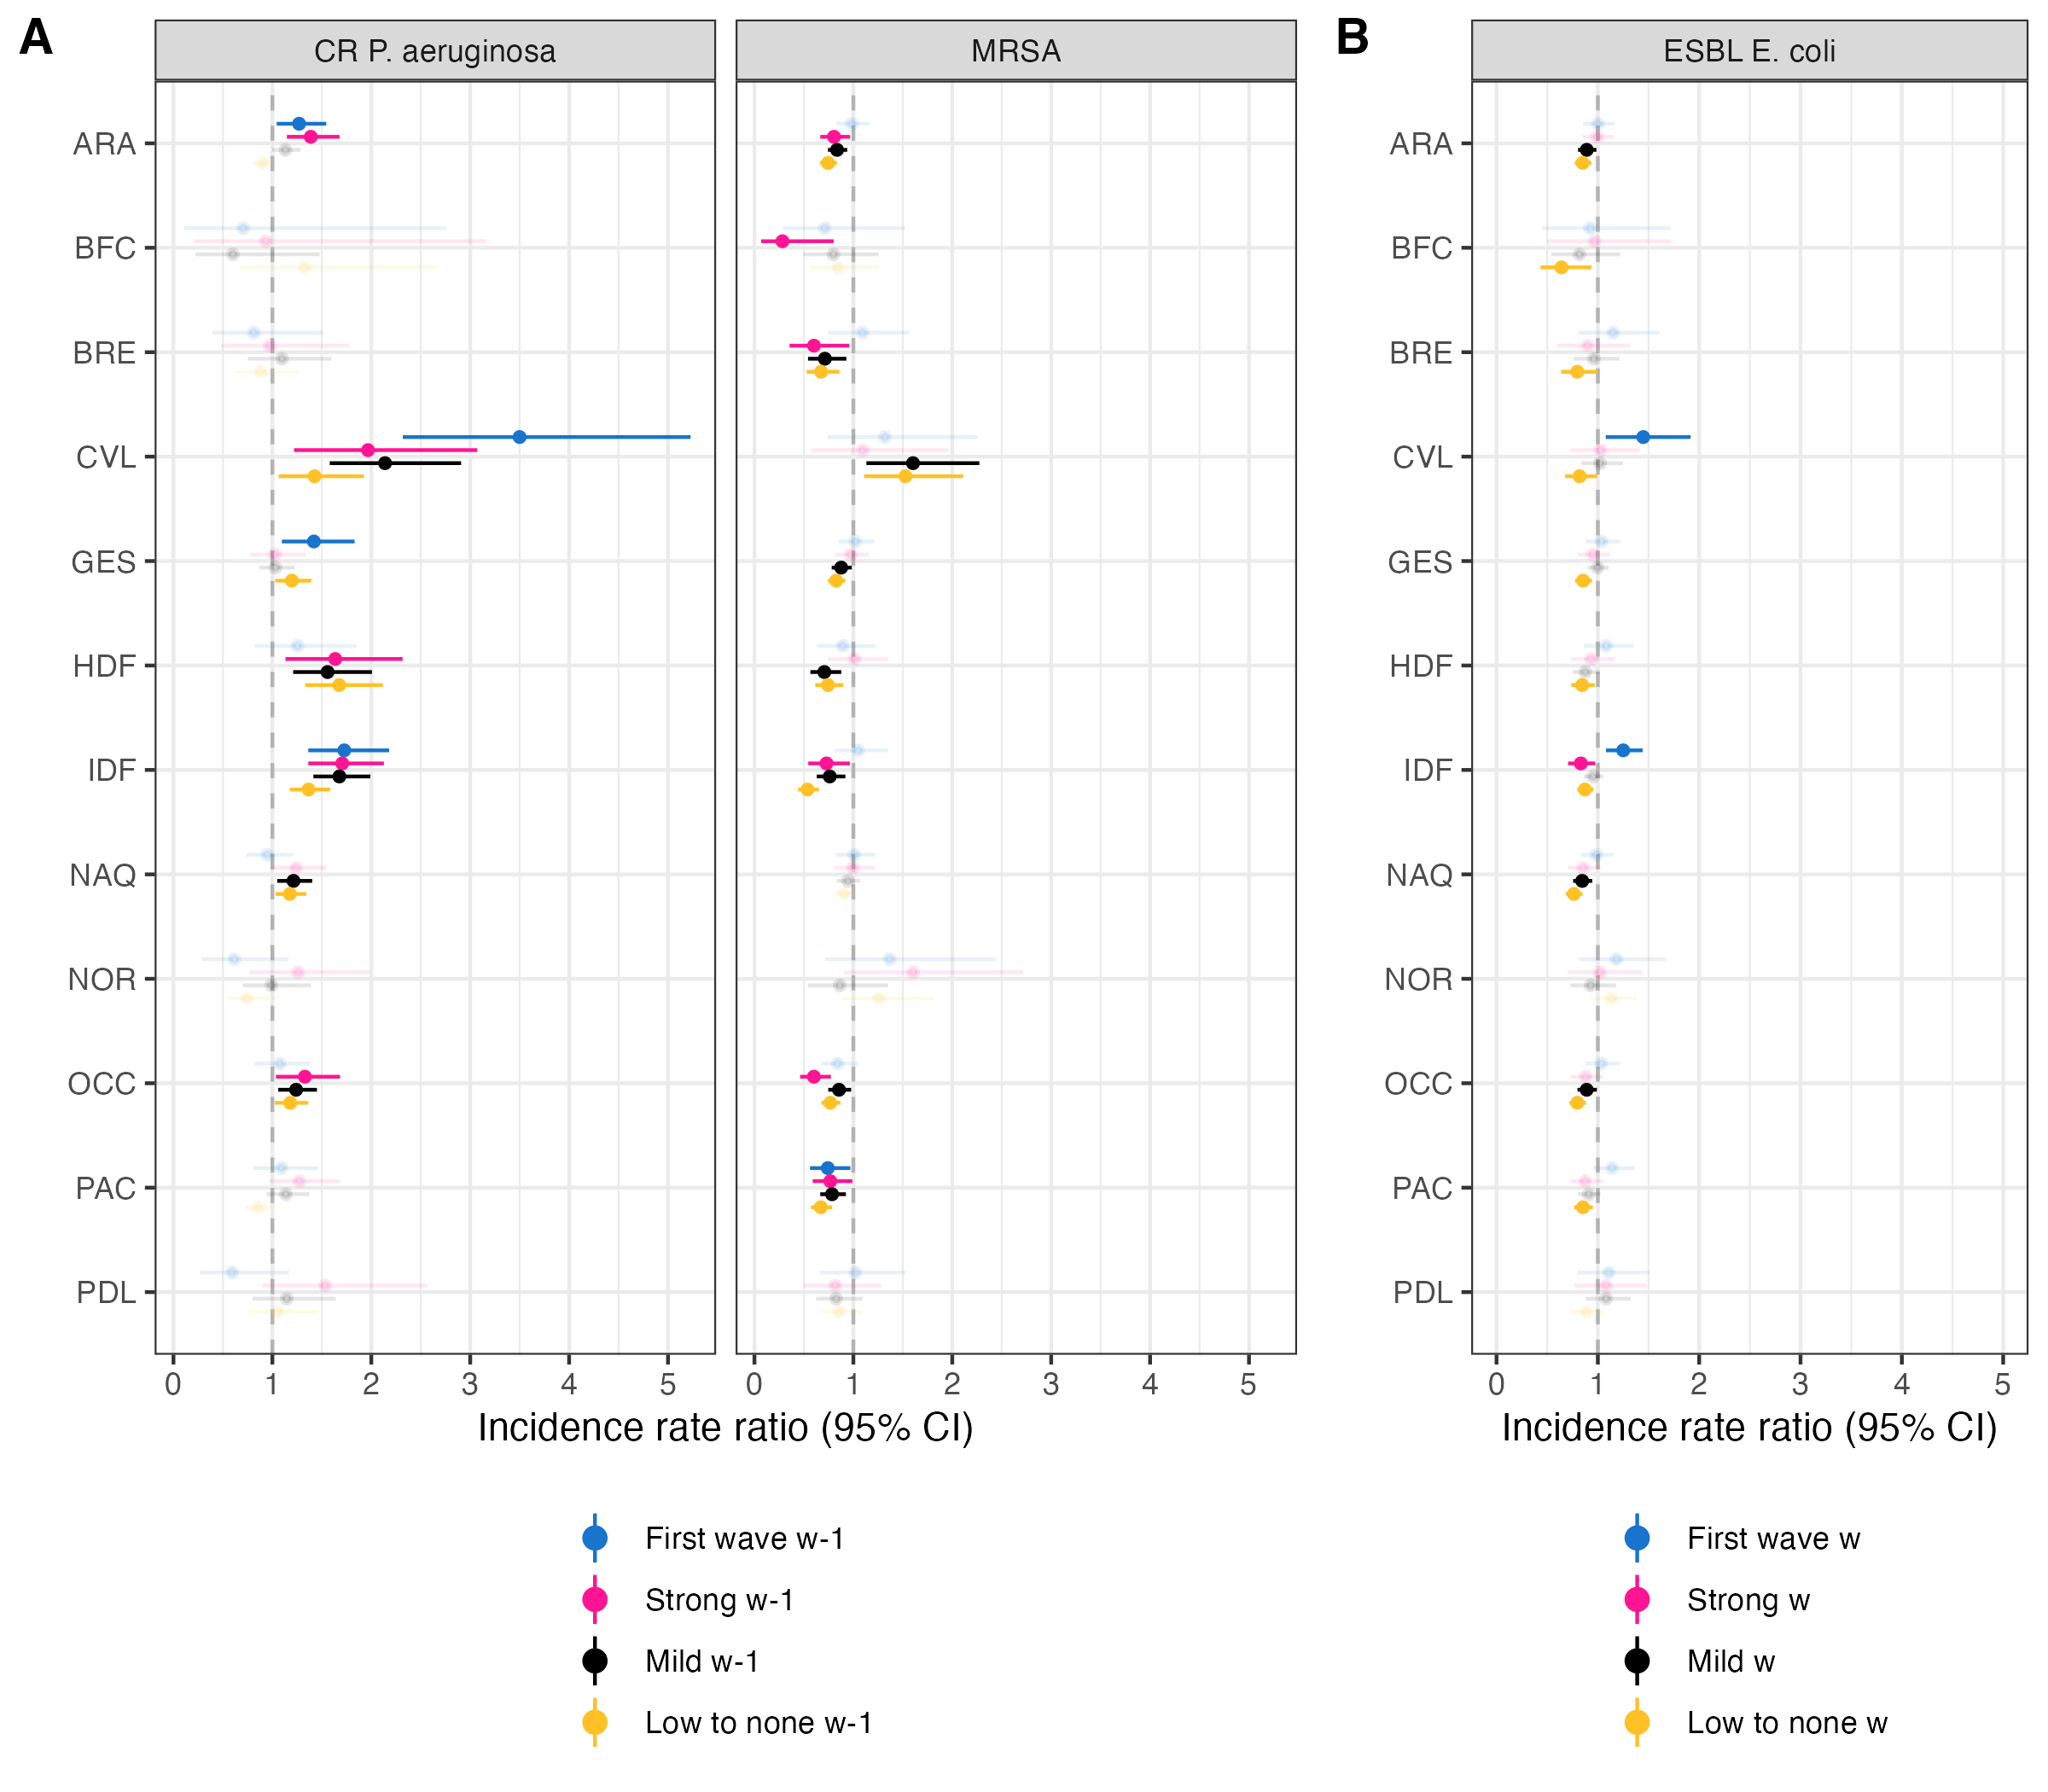 A
B
CR P. aeruginosa
MRSA
ESBL E. coli
ARA
BFC
BRE
CVL
GES
HDF
IDF
NAQ
NOR
OCC
PAC
PDL
0 1 2 3 4 5
0 1 2 3 4 5
Incidence rate ratio (95% CI)
First wave w-1
Strong w-1
Mild w-1
Low to none w-1
ARA
BFC
BRE
CVL
GES
HDF
IDF
NAQ
NOR
OCC
PAC
PDL
0 1 2 3 4 5
Incidence rate ratio (95% CI)
First wave w
Strong w
Mild w
Low to none w